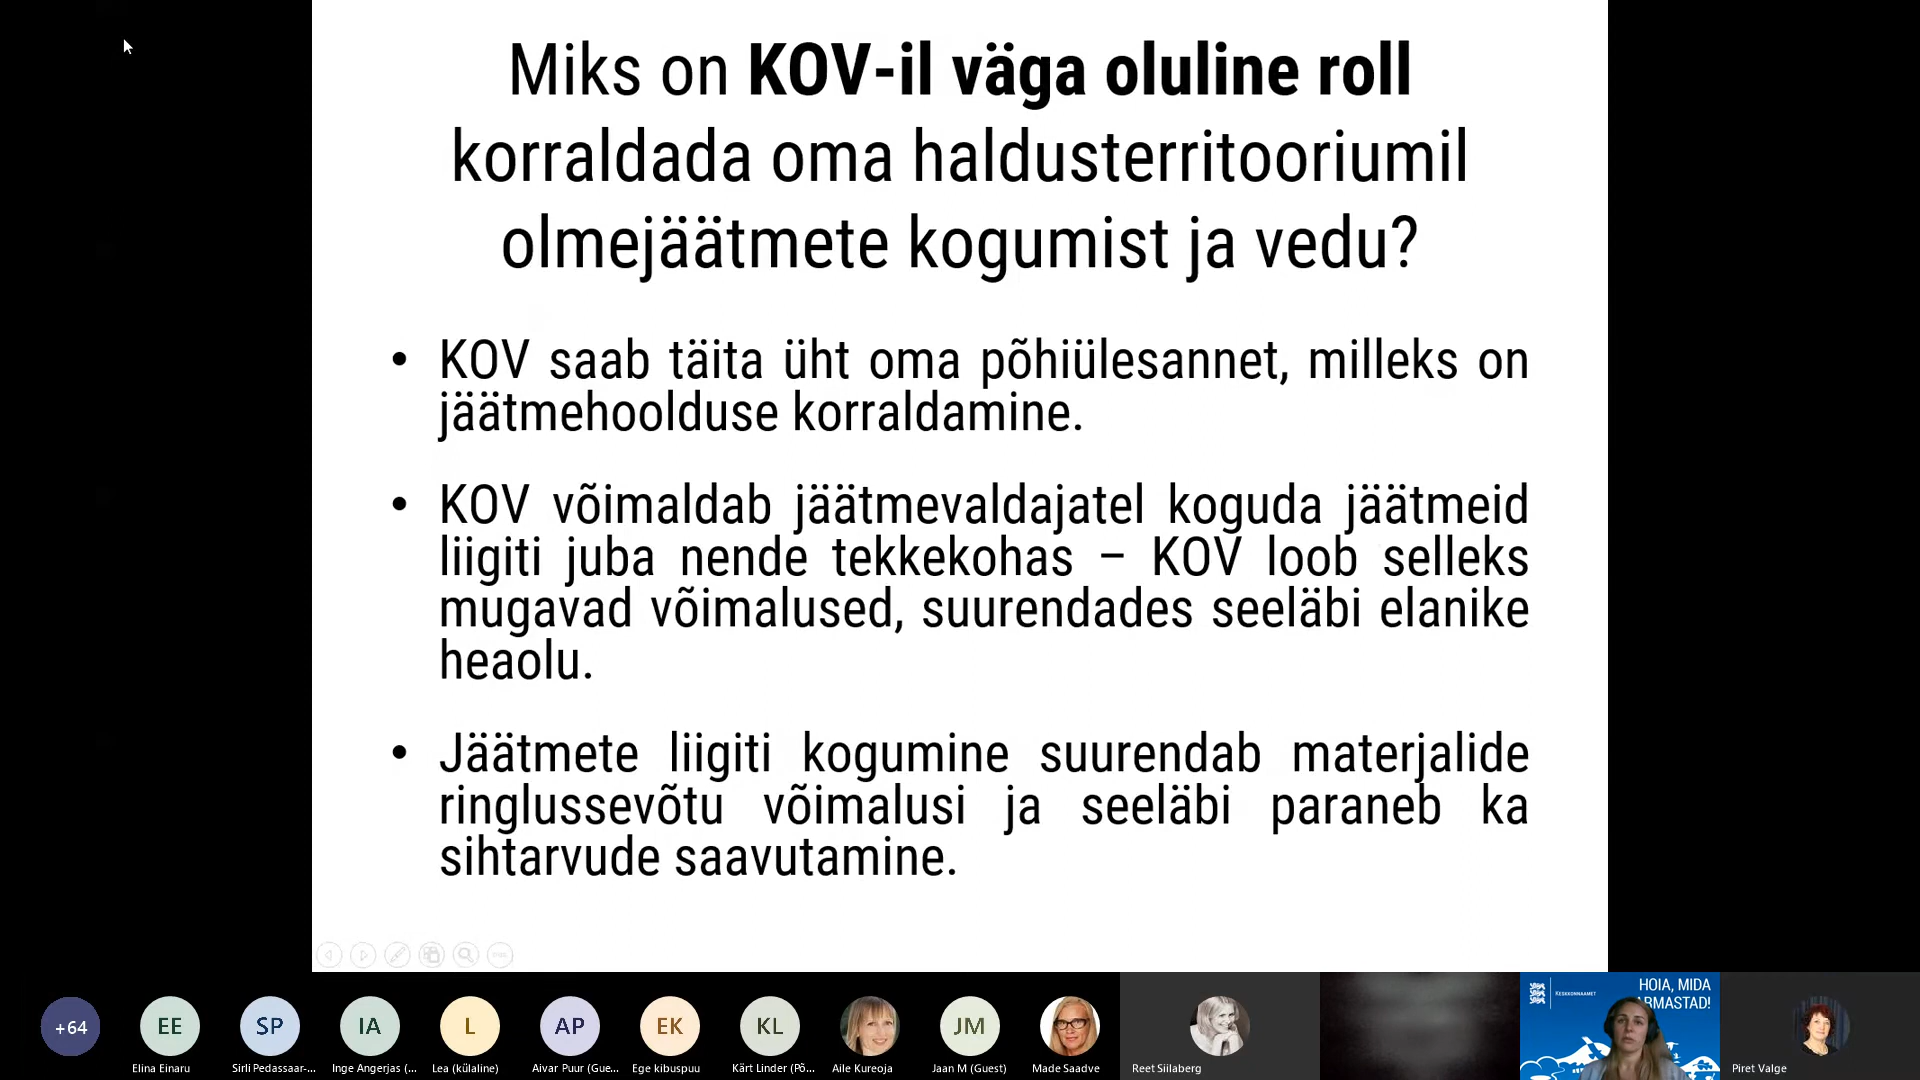 Miks on KOV-il väga oluline roll
korraldada oma haldusterritooriumil
olmejäätmete kogumist ja vedu?
• KOV saab täita üht oma põhiülesannet, milleks on
jäätmehoolduse korraldamine.
• KOV võimaldab jäätmevaldajatel koguda jäätmeid
liigiti juba nende tekkekohas – KOV loob selleks
mugavad võimalused, suurendades seeläbi elanike
heaolu.
• Jäätmete liigiti kogumine suurendab materjalide
ringlussevõtu võimalusi ja seeläbi paraneb ka
sihtarvude saavutamine.
+64
EE
SP
IA
L
AP
EK
KL
JM
KESKKONNAAMET
HOIA, MIDA
ARMASTAD!
Elina Einaru
Sirli Pedassaar-...
Inge Angerjas (...
Lea (külaline)
Aivar Puur (Gue...
Ege kibuspuu
Kärt Linder (Põ...
Aile Kureoja
Jaan M (Guest)
Made Saadve
Reet Siilaberg
Piret Valge